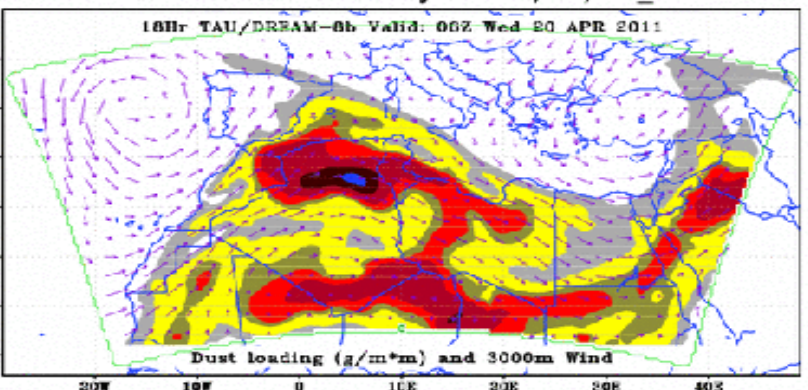 18Hr TAU/DREAM-8b Valid: 06Z Wed 20 APR 2011
Dust loading (g/m*m) and 3000m Wind
20W 10W 0 10E 20E 30E 40E